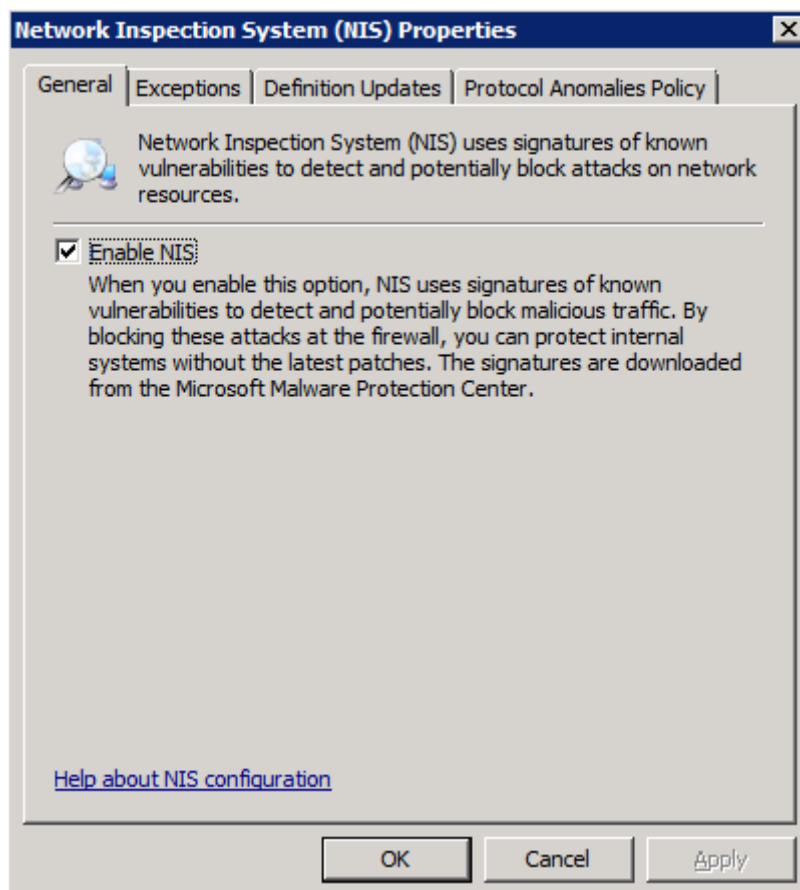 Network Inspection System (NIS) Properties
General Exceptions Definition Updates Protocol Anomalies Policy
Network Inspection System (NIS) uses signatures of known
vulnerabilities to detect and potentially block attacks on network
resources.
Enable NIS
When you enable this option, NIS uses signatures of known
vulnerabilities to detect and potentially block malicious traffic. By
blocking these attacks at the firewall, you can protect internal
systems without the latest patches. The signatures are downloaded
from the Microsoft Malware Protection Center.
Help about NIS configuration
OK Cancel Apply